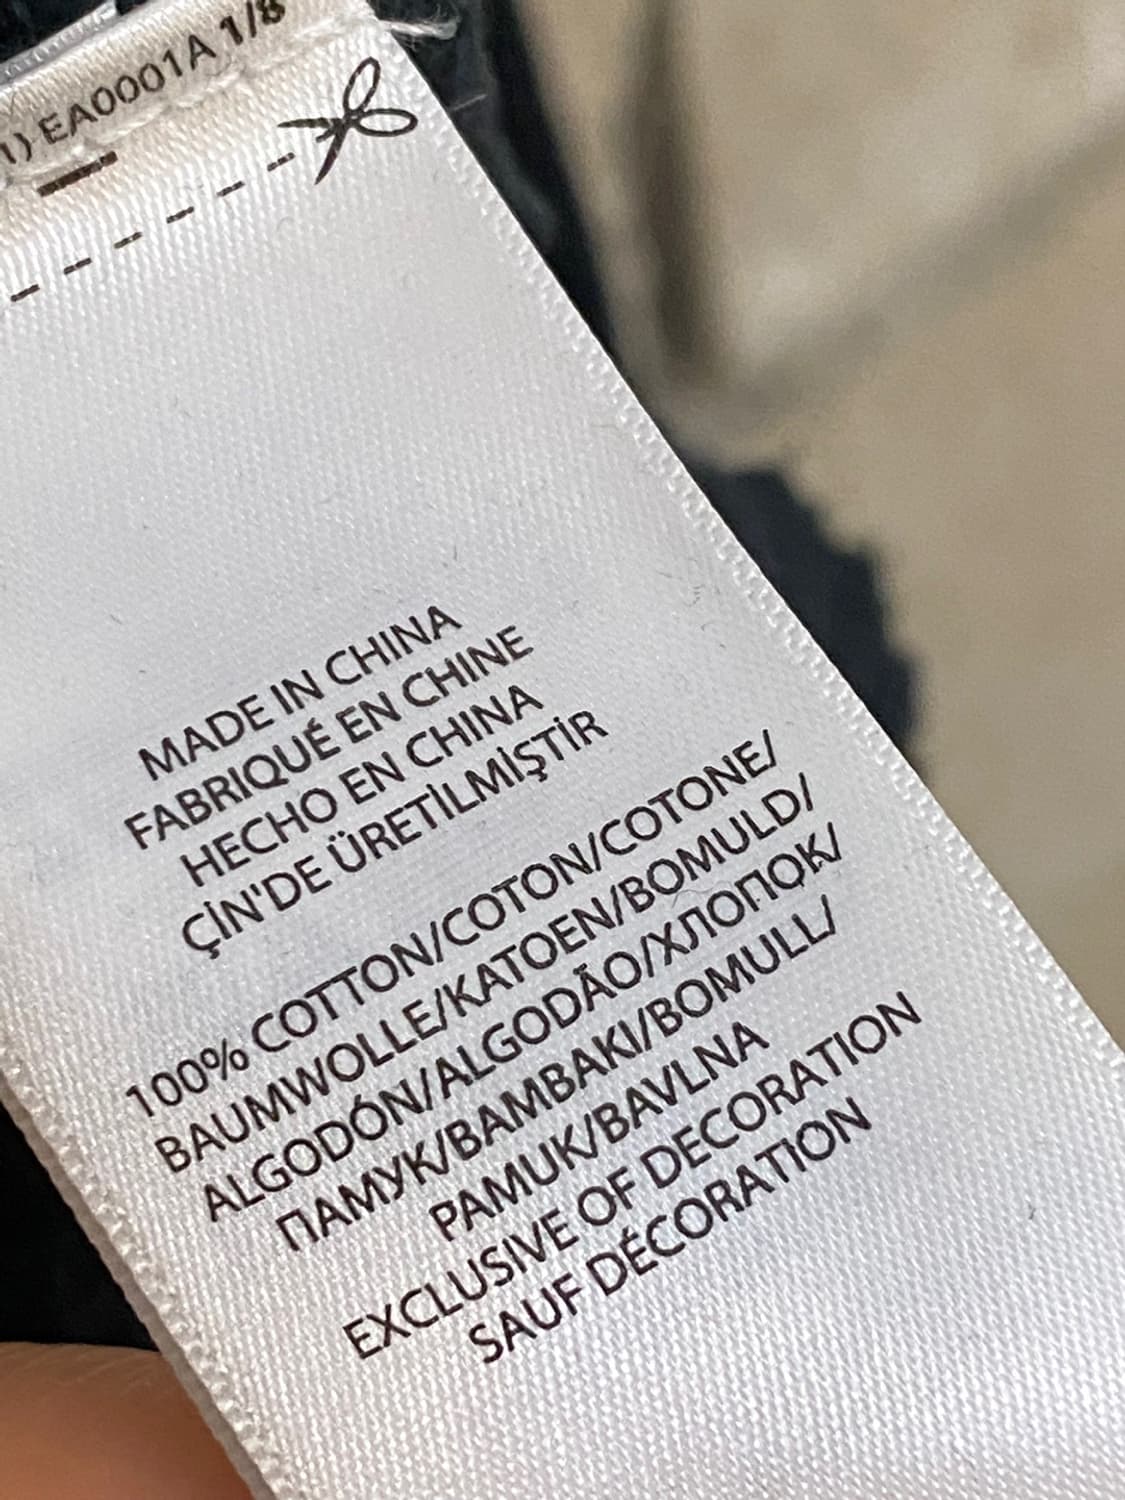 1) EA0001A 1/8
MADE IN CHINA
FABRIQUÉ EN CHINE
HECHO EN CHINA
ÇİN'DE ÜRETİLMİŞTİR
100% COTTON/COTON/COTONE/
BAUMWOLLE/KATOEN/BOMULD/
ALGODÓN/ALGODÃO/ХЛОПОК/
ПАМУК/BAMBAKI/BOMULL/
PAMUK/BAVLNA
EXCLUSIVE OF DECORATION
SAUF DÉCORATION